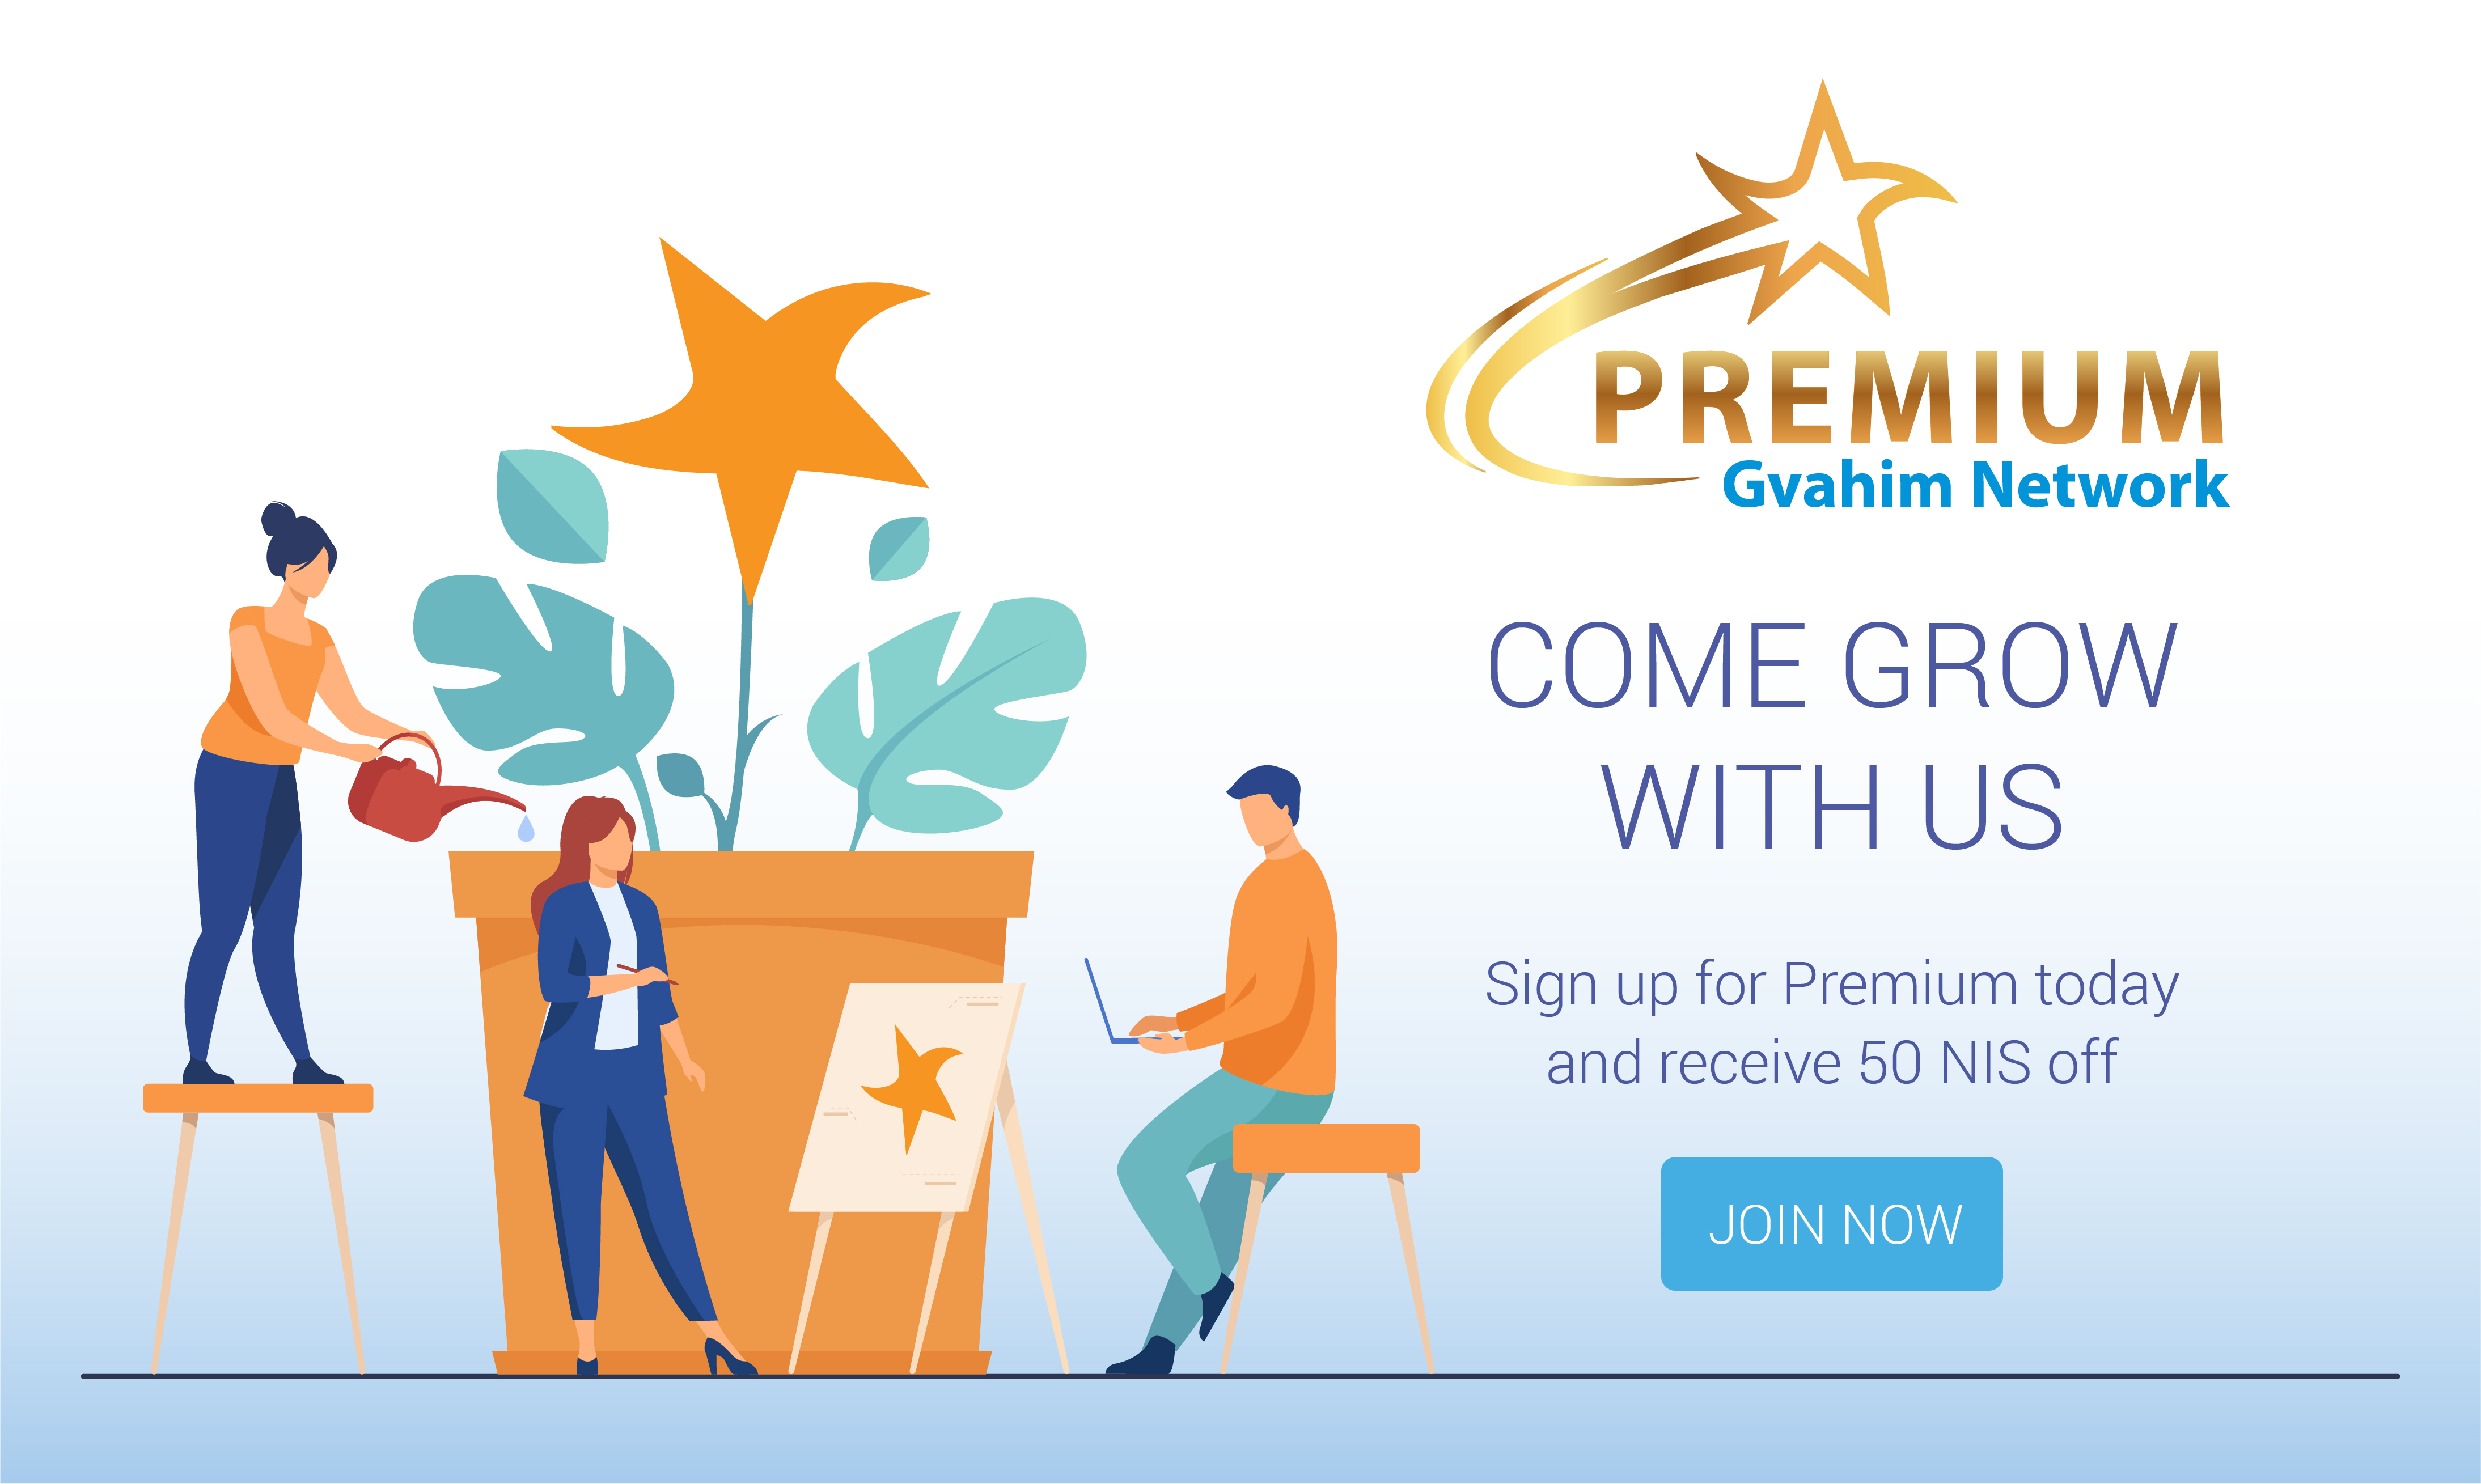 PREMIUM
Gvahim Network
COME GROW
WITH US
Sign up for Premium today
and receive 50 NIS off
JOIN NOW